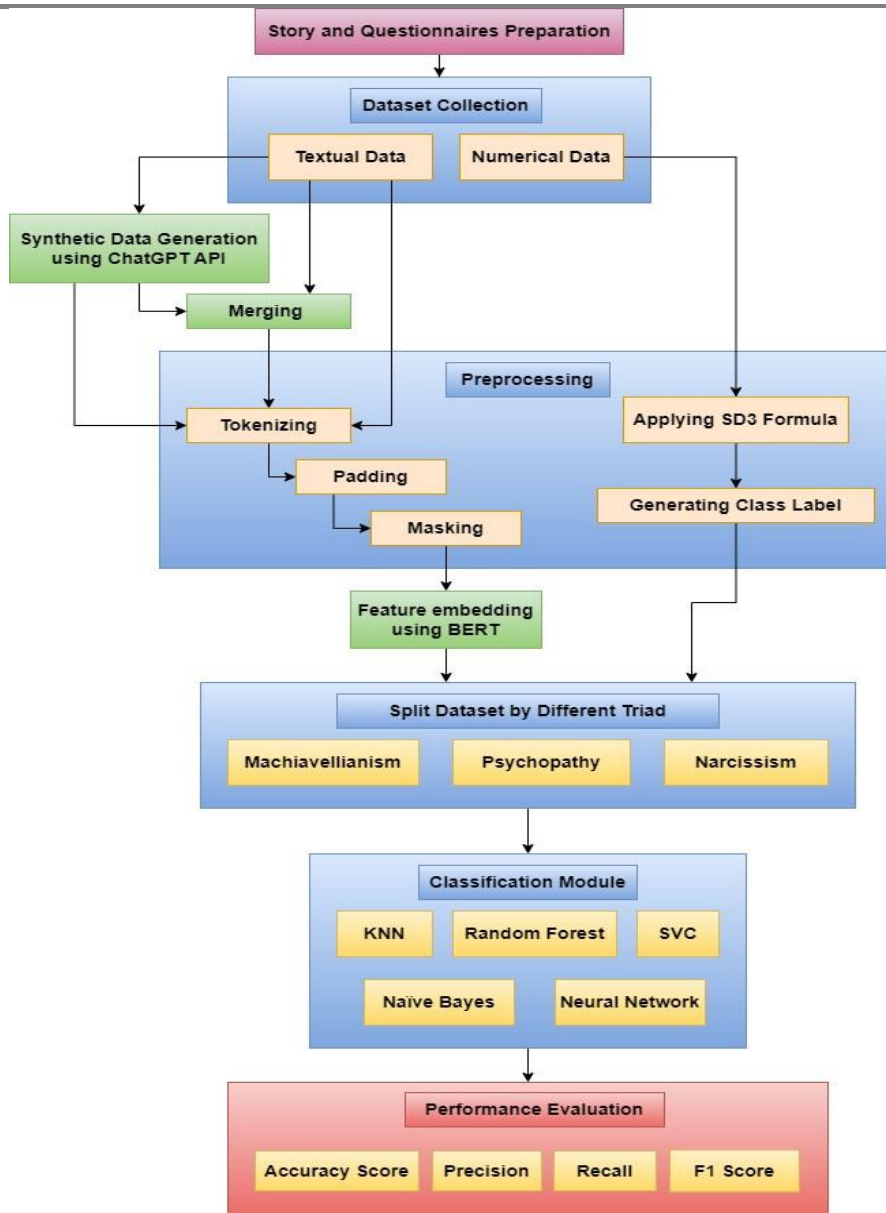 Story and Questionnaires Preparation
Dataset Collection
Textual Data
Numerical Data
Synthetic Data Generation
using ChatGPT API
Merging
Preprocessing
Tokenizing
Applying SD3 Formula
Padding
Generating Class Label
Masking
Feature embedding
using BERT
Split Dataset by Different Triad
Machiavellianism
Psychopathy
Narcissism
Classification Module
KNN
Random Forest
SVC
Naïve Bayes
Neural Network
Performance Evaluation
Accuracy Score
Precision
Recall
F1 Score